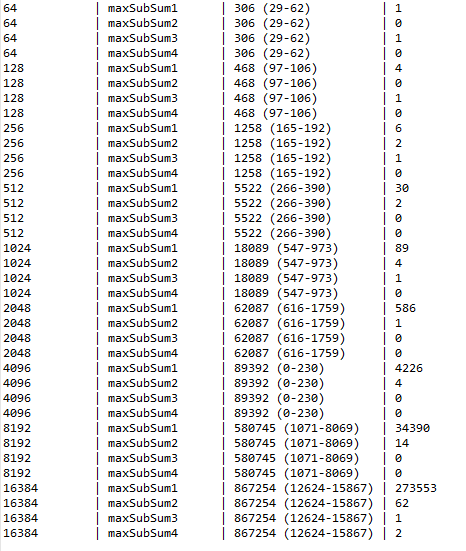 64 | maxSubSum1 | 306 (29-62) | 1
64 | maxSubSum2 | 306 (29-62) | 0
64 | maxSubSum3 | 306 (29-62) | 1
64 | maxSubSum4 | 306 (29-62) | 0
128 | maxSubSum1 | 468 (97-106) | 4
128 | maxSubSum2 | 468 (97-106) | 0
128 | maxSubSum3 | 468 (97-106) | 1
128 | maxSubSum4 | 468 (97-106) | 0
256 | maxSubSum1 | 1258 (165-192) | 6
256 | maxSubSum2 | 1258 (165-192) | 2
256 | maxSubSum3 | 1258 (165-192) | 1
256 | maxSubSum4 | 1258 (165-192) | 0
512 | maxSubSum1 | 5522 (266-390) | 30
512 | maxSubSum2 | 5522 (266-390) | 2
512 | maxSubSum3 | 5522 (266-390) | 0
512 | maxSubSum4 | 5522 (266-390) | 0
1024 | maxSubSum1 | 18089 (547-973) | 89
1024 | maxSubSum2 | 18089 (547-973) | 4
1024 | maxSubSum3 | 18089 (547-973) | 1
1024 | maxSubSum4 | 18089 (547-973) | 0
2048 | maxSubSum1 | 62087 (616-1759) | 586
2048 | maxSubSum2 | 62087 (616-1759) | 1
2048 | maxSubSum3 | 62087 (616-1759) | 0
2048 | maxSubSum4 | 62087 (616-1759) | 0
4096 | maxSubSum1 | 89392 (0-230) | 4226
4096 | maxSubSum2 | 89392 (0-230) | 4
4096 | maxSubSum3 | 89392 (0-230) | 0
4096 | maxSubSum4 | 89392 (0-230) | 0
8192 | maxSubSum1 | 580745 (1071-8069) | 34390
8192 | maxSubSum2 | 580745 (1071-8069) | 14
8192 | maxSubSum3 | 580745 (1071-8069) | 0
8192 | maxSubSum4 | 580745 (1071-8069) | 0
16384 | maxSubSum1 | 867254 (12624-15867) | 273553
16384 | maxSubSum2 | 867254 (12624-15867) | 62
16384 | maxSubSum3 | 867254 (12624-15867) | 1
16384 | maxSubSum4 | 867254 (12624-15867) | 2